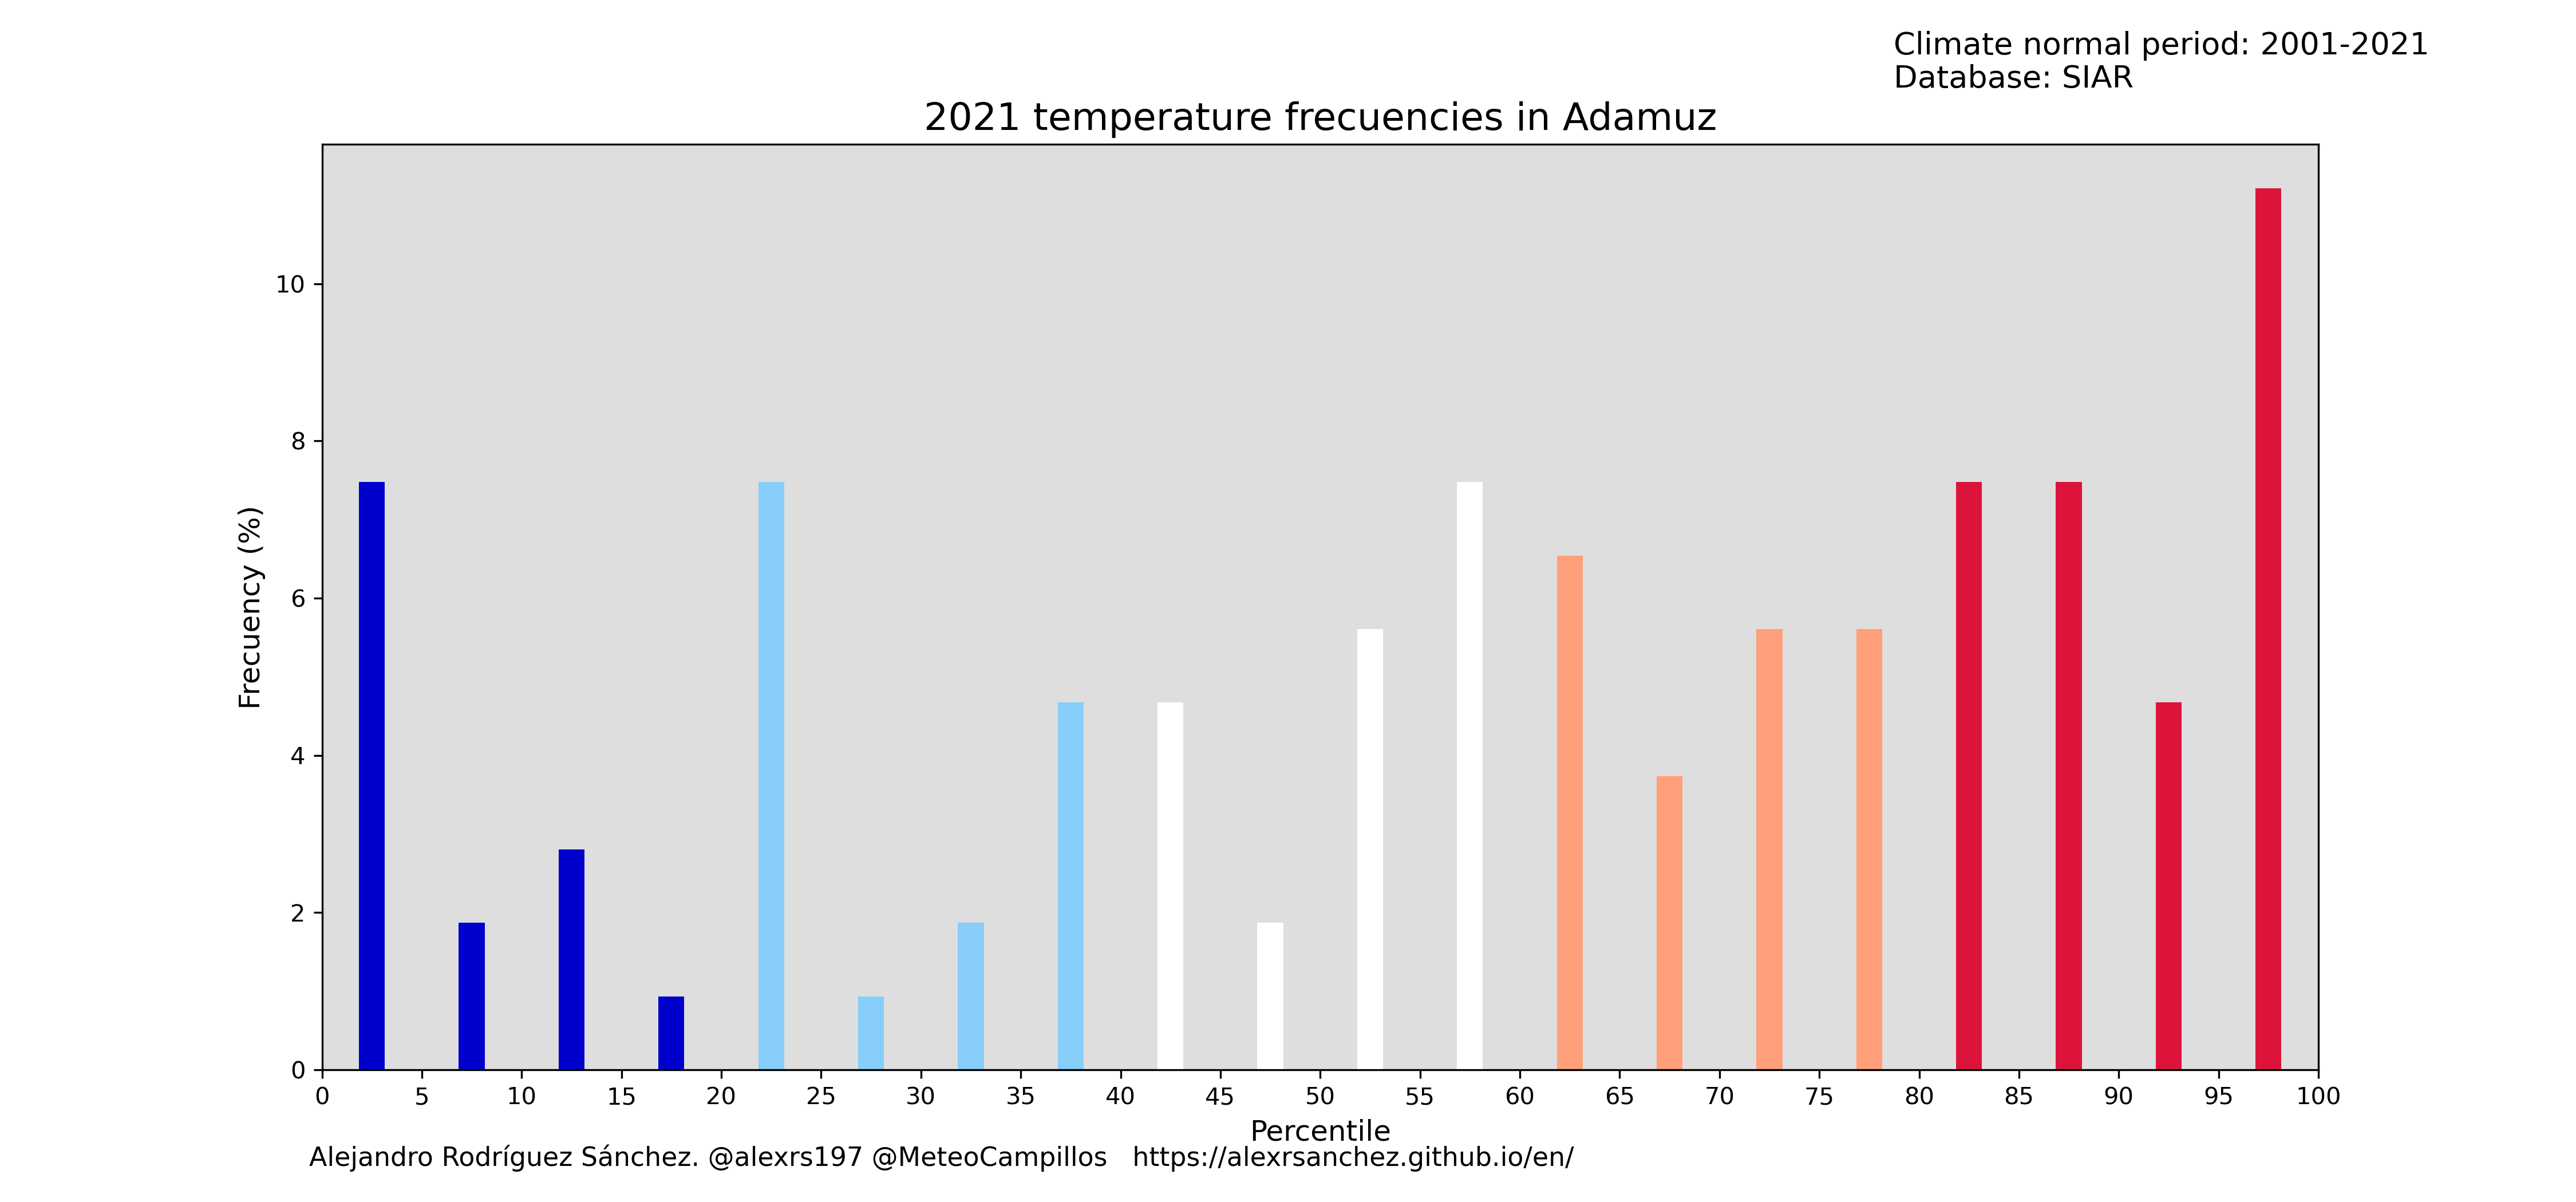 Climate normal period: 2001-2021
Database: SIAR
2021 temperature frecuencies in Adamuz
Frecuency (%)
10
8
6
4
2
0
0 5 10 15 20 25 30 35 40 45 50 55 60 65 70 75 80 85 90 95 100
Percentile
Alejandro Rodríguez Sánchez. @alexrs197 @MeteoCampillos https://alexrsanchez.github.io/en/